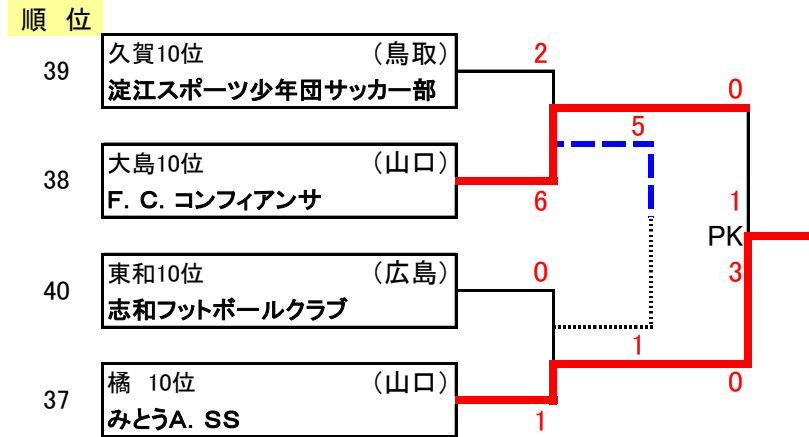 順 位
39
久賀10位 (鳥取)
淀江スポーツ少年団サッカー部
2
0
5
38
大島10位 (山口)
F. C. コンフィアンサ
6
1
PK
3
40
東和10位 (広島)
志和フットボールクラブ
0
1
0
37
橘 10位 (山口)
みとうA. SS
1